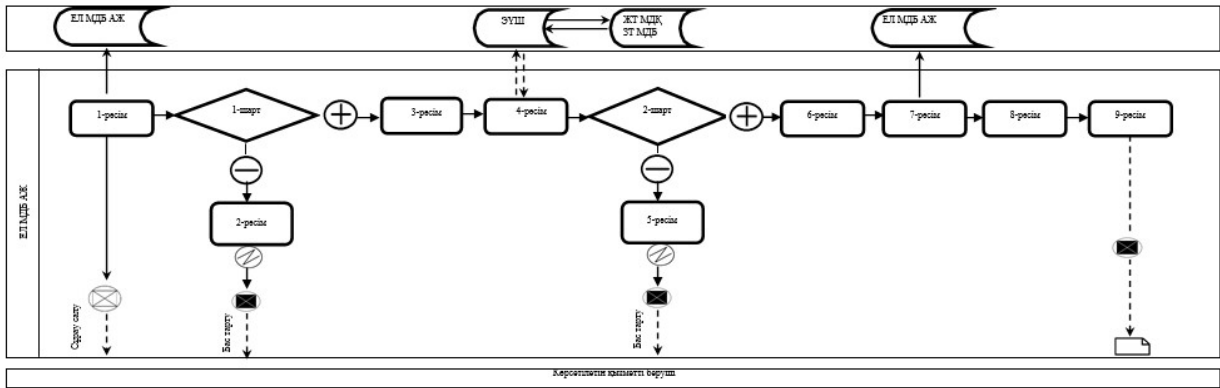 ЕЛ МДБ АЖ
ЭҮШ
ЖТ МДҚ
ЗТ МДБ
ЕЛ МДБ АЖ
1-рәсім
1-шарт
3-рәсім
4-рәсім
2-шарт
6-рәсім
7-рәсім
8-рәсім
9-рәсім
2-рәсім
5-рәсім
ЕЛ МДБ АЖ
салу
Бас тарту
Бас тарту
Көрсетілетін қызметті беруші